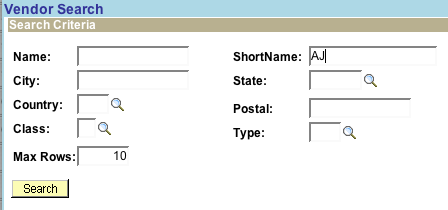 Vendor Search
Search Criteria
Name: ShortName: AJ
City: State:
Country: Postal:
Class: Type:
Max Rows: 10
Search